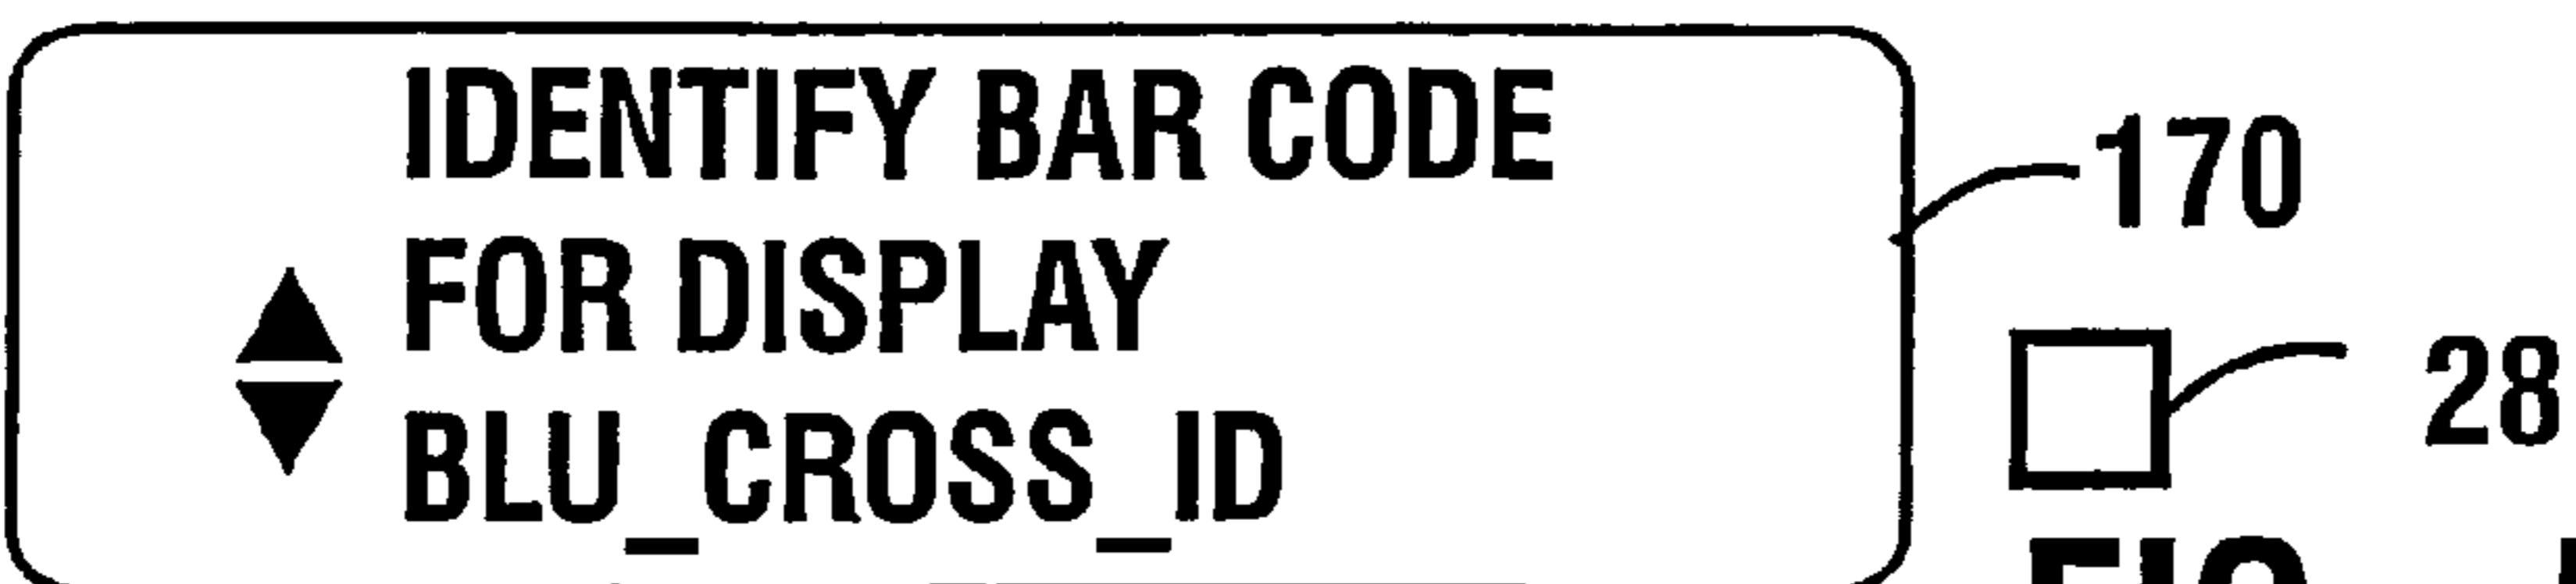 IDENTIFY BAR CODE
FOR DISPLAY
BLU_CROSS_ID
170
28